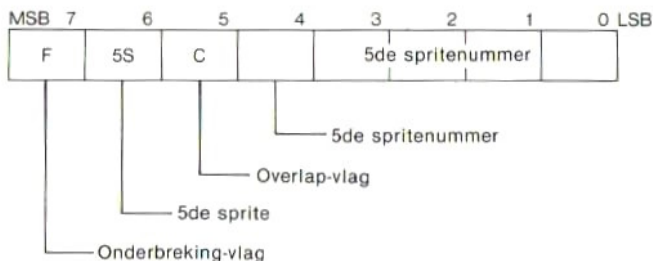 MSB 7 6 5 4 3 2 1 0 LSB
F 5S C 5de spritenummer
5de spritenummer
Overlap-vlag
5de sprite
Onderbreking-vlag